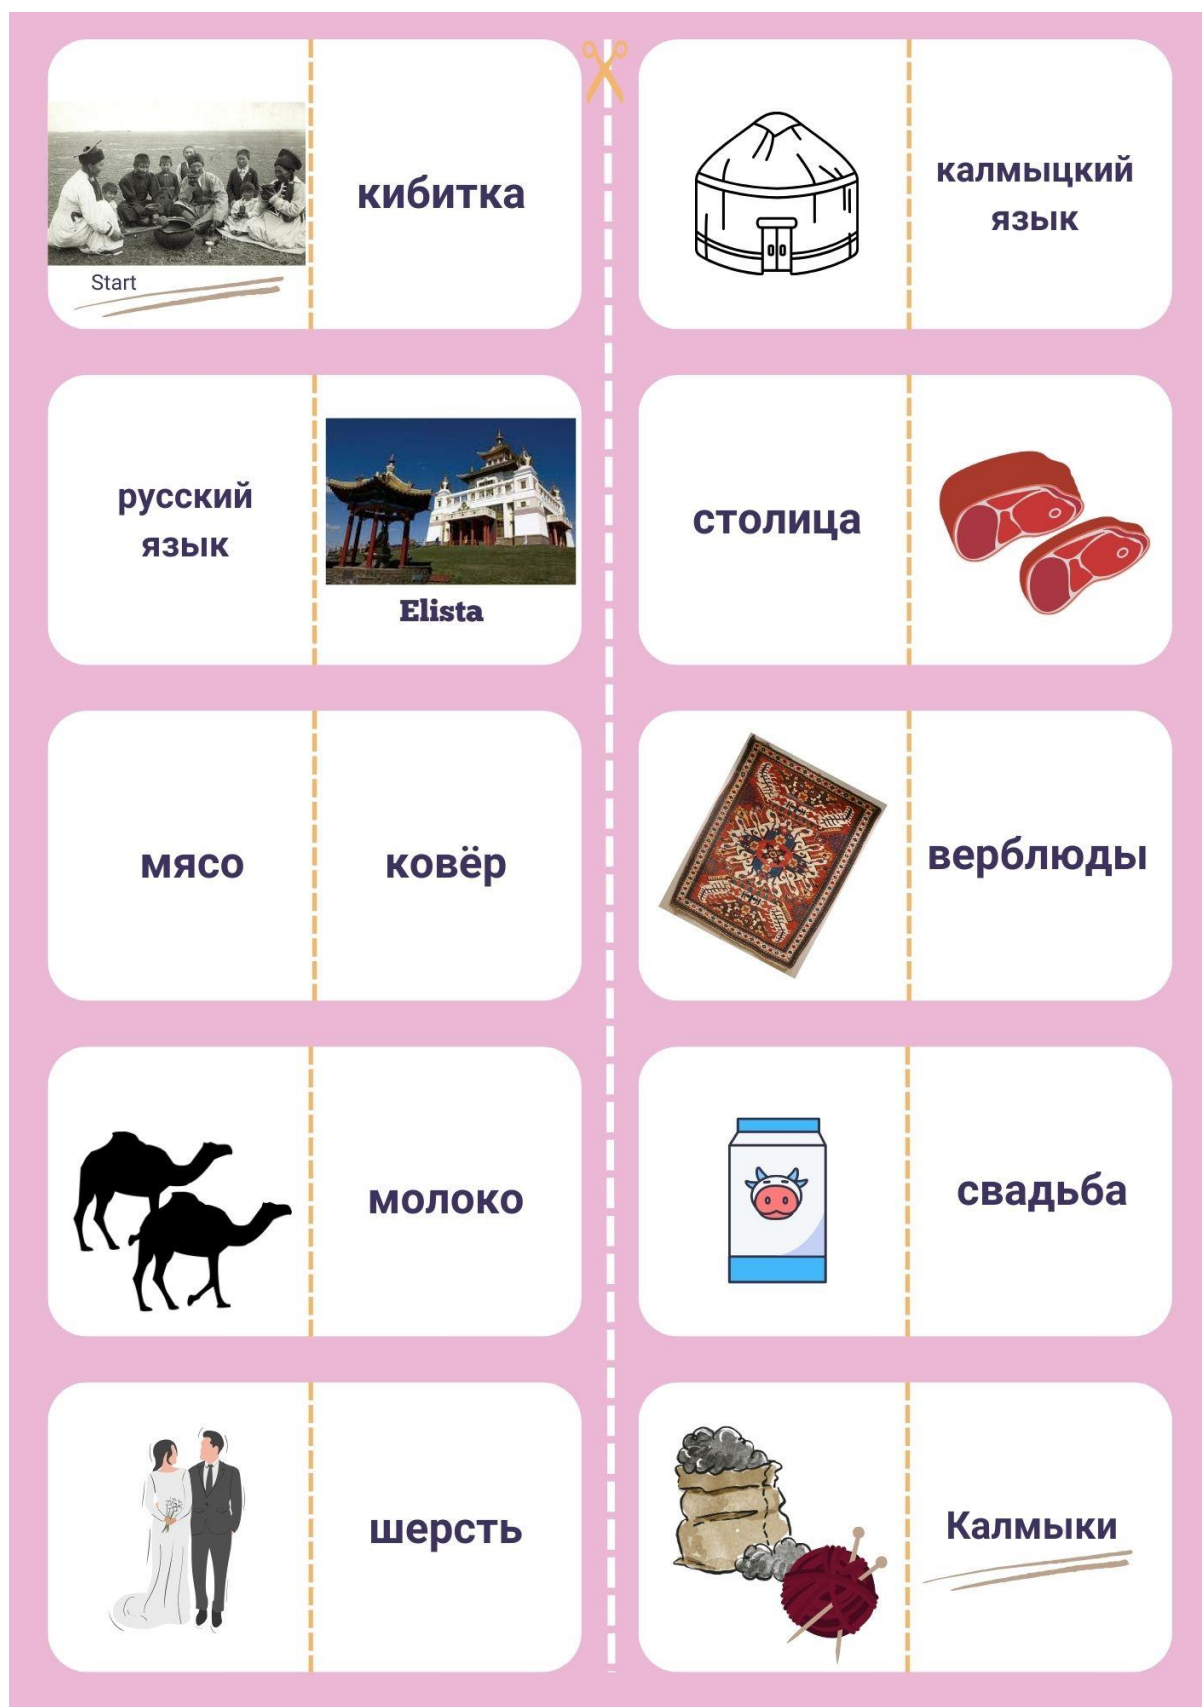 Start
кибитка
калмыцкий
язык
русский
язык
Elista
столица
мясо
ковёр
верблюды
молоко
свадьба
шерсть
Калмыки